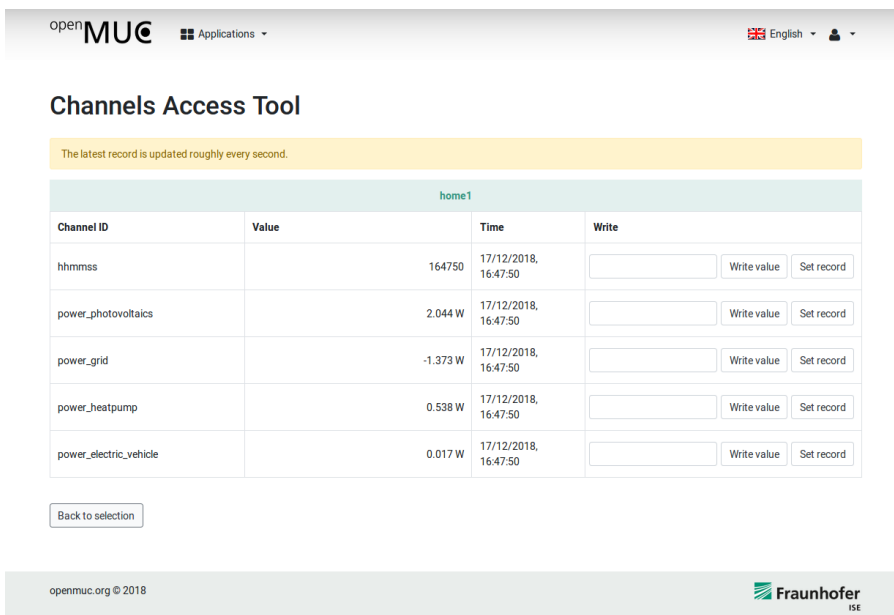 open MUC Applications English
Channels Access Tool
The latest record is updated roughly every second.
home1
Channel ID Value Time Write
hhmmss 164750 17/12/2018, 16:47:50 Write value Set record
power_photovoltaics 2.044 W 17/12/2018, 16:47:50 Write value Set record
power_grid -1.373 W 17/12/2018, 16:47:50 Write value Set record
power_heatpump 0.538 W 17/12/2018, 16:47:50 Write value Set record
power_electric_vehicle 0.017 W 17/12/2018, 16:47:50 Write value Set record
Back to selection
openmuc.org © 2018 Fraunhofer
ISE